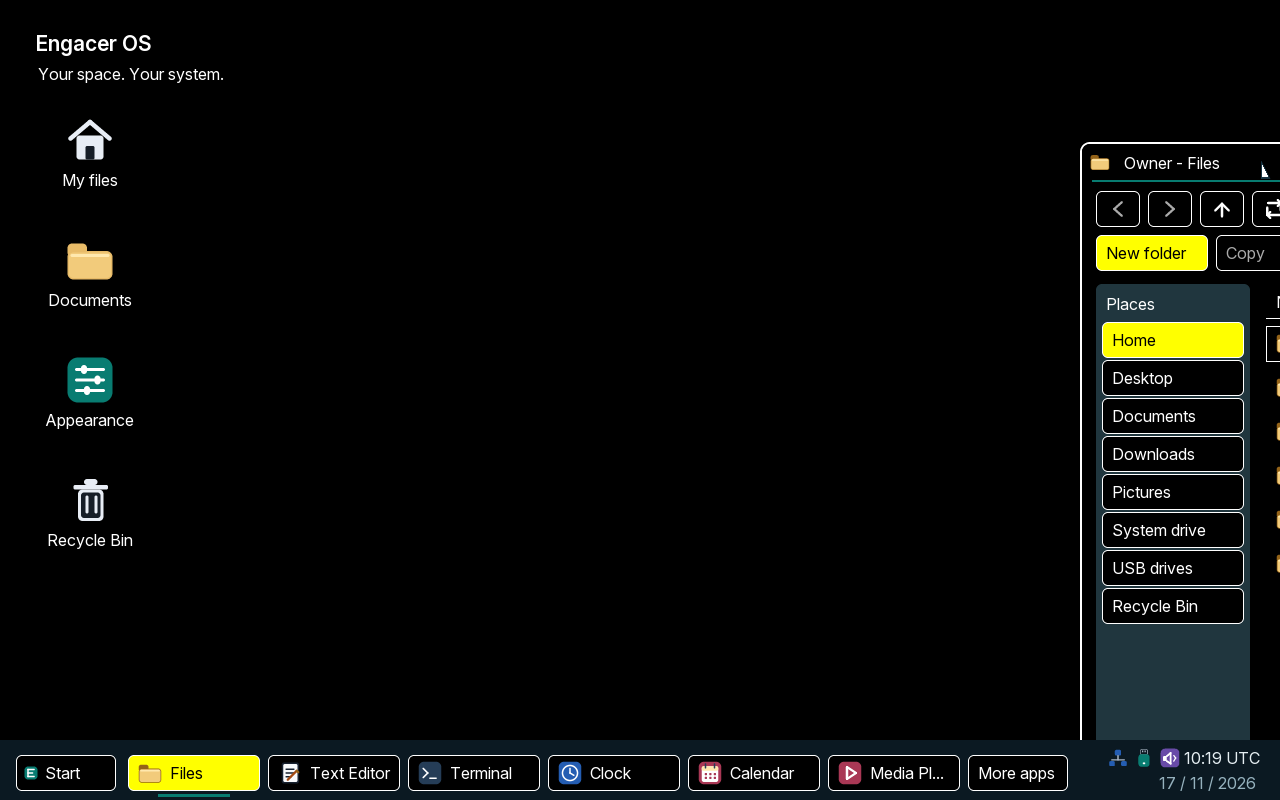 Engacer OS
Your space. Your system.
My files
Documents
Appearance
Recycle Bin
Owner - Files
New folder
Copy
Places
Home
Desktop
Documents
Downloads
Pictures
System drive
USB drives
Recycle Bin
Start
Files
Text Editor
Terminal
Clock
Calendar
Media Pl...
More apps
10:19 UTC
17 / 11 / 2026